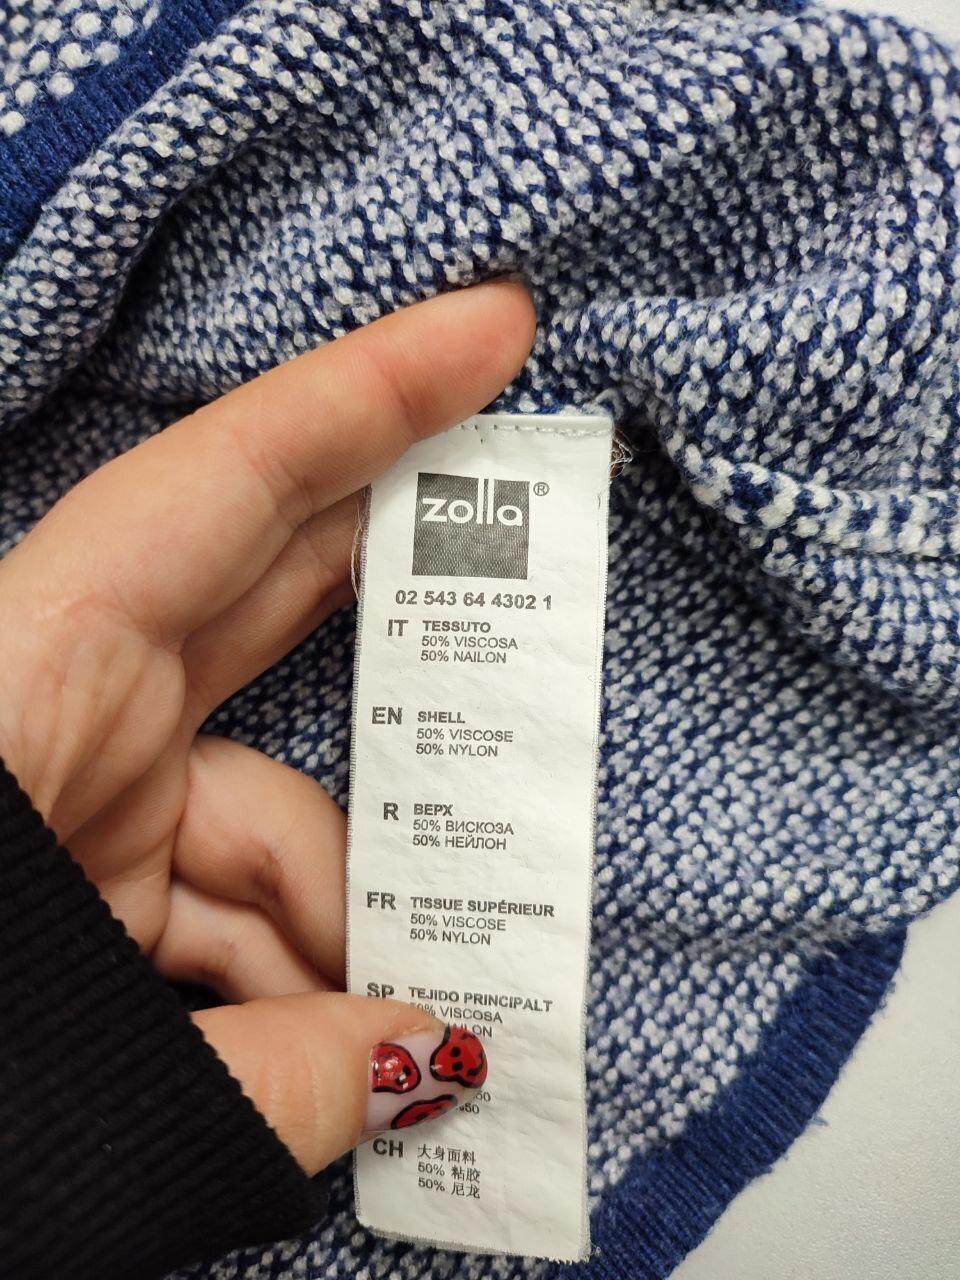 zolla®
02 543 64 4302 1
IT TESSUTO
50% VISCOSA
50% NAILON
EN SHELL
50% VISCOSE
50% NYLON
R ВЕРХ
50% ВИСКОЗА
50% НЕЙЛОН
FR TISSUE SUPÉRIEUR
50% VISCOSE
50% NYLON
SP TEJIDO PRINCIPALT
50% VISCOSA
CH 大身面料
50% 粘胶
50% 尼龙